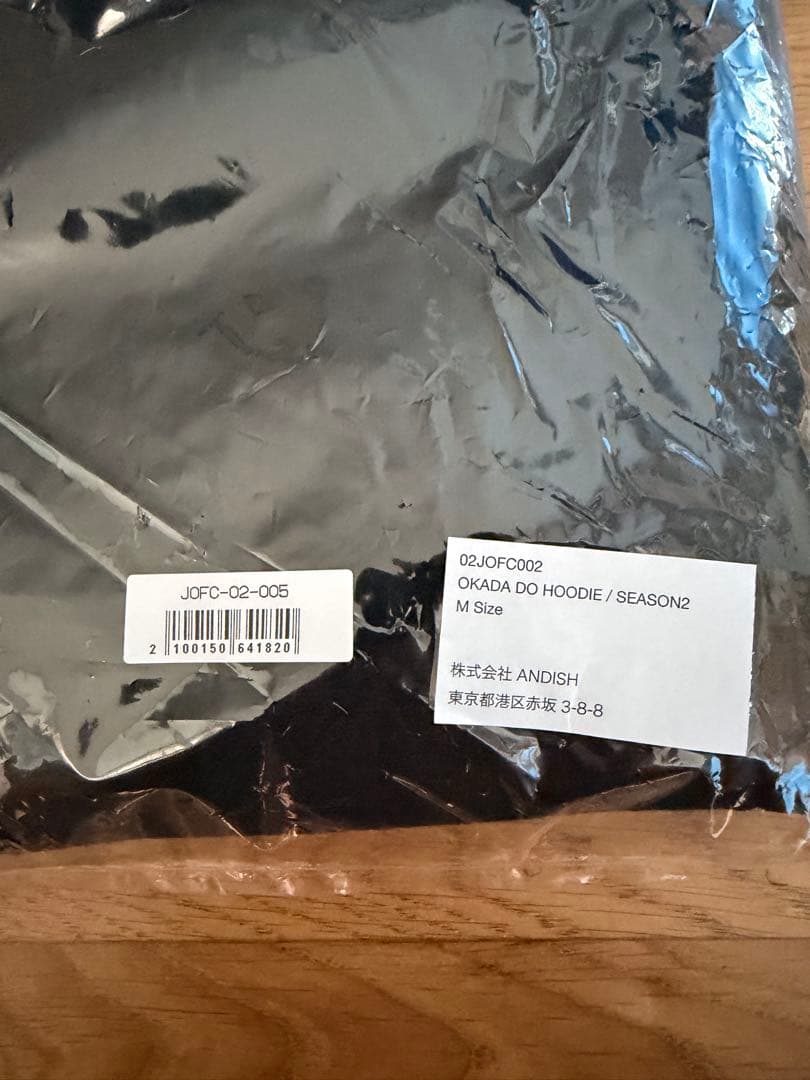 JOFC-02-005
2 100150 641820
02JOFC002
OKADA DO HOODIE / SEASON2
M Size
株式会社 ANDISH
東京都港区赤坂 3-8-8